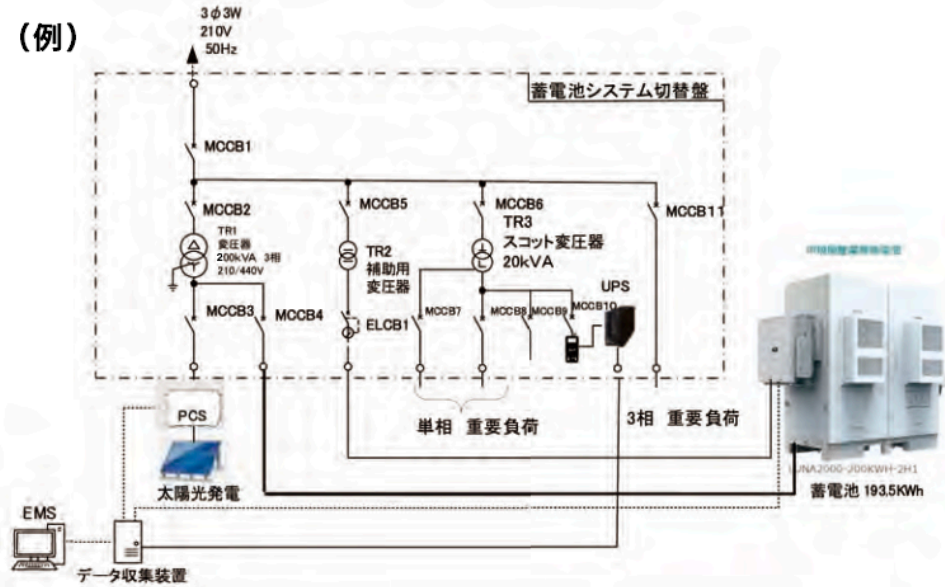 (例)
3φ3W
210V
50Hz
蓄電池システム切替盤
MCCB1
MCCB2
TR1
変圧器
200kVA 3相
210/440V
MCCB3
MCCB4
MCCB5
TR2
補助用
変圧器
ELCB1
MCCB6
TR3
スコット変圧器
20kVA
MCCB7
MCCB8
MCCB9
MCCB10
UPS
MCCB11
単相 重要負荷
3相 重要負荷
PCS
太陽光発電
EMS
データ収集装置
LUNA2000-200KWH-2H1
蓄電池 193.5KWh